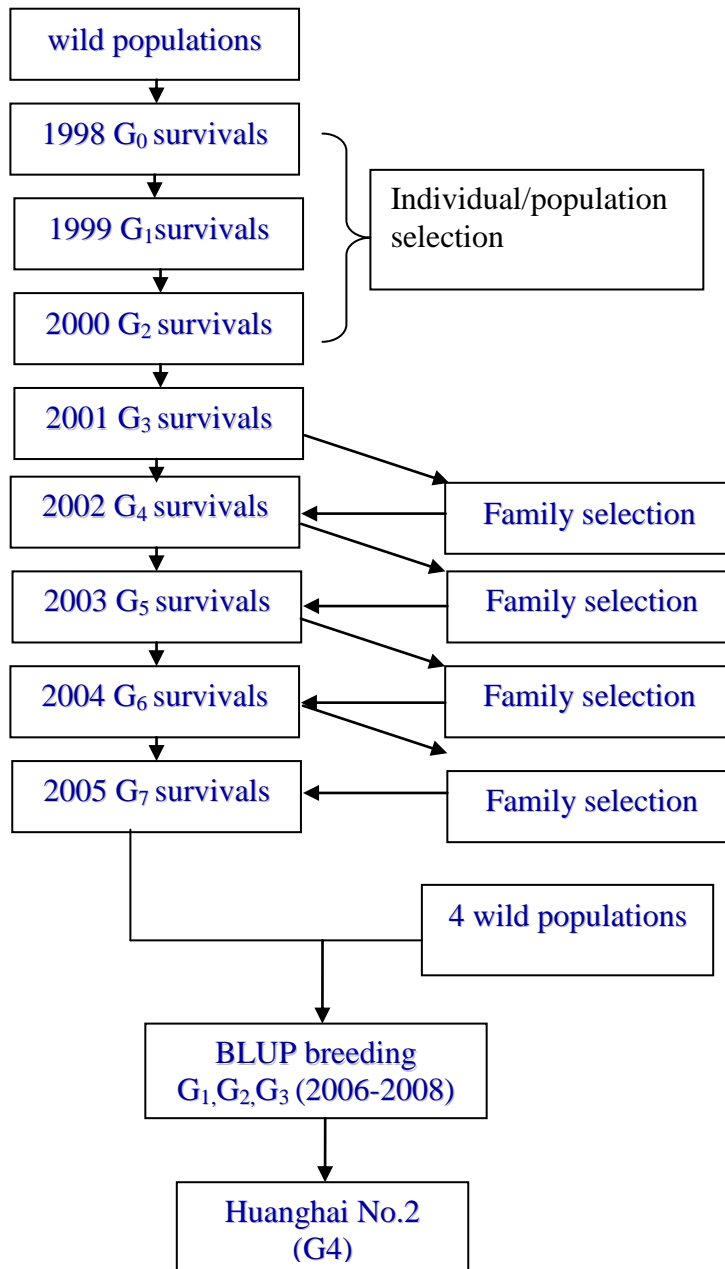 wild populations
1998 G₀ survivals
Individual/population
selection
1999 G₁survivals
2000 G₂ survivals
2001 G₃ survivals
2002 G₄ survivals
Family selection
2003 G₅ survivals
Family selection
2004 G₆ survivals
Family selection
2005 G₇ survivals
Family selection
4 wild populations
BLUP breeding
G₁,G₂,G₃ (2006-2008)
Huanghai No.2
(G4)